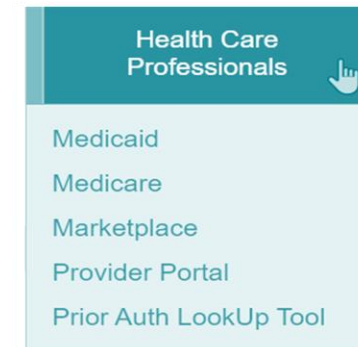 Health Care
Professionals
Medicaid
Medicare
Marketplace
Provider Portal
Prior Auth LookUp Tool